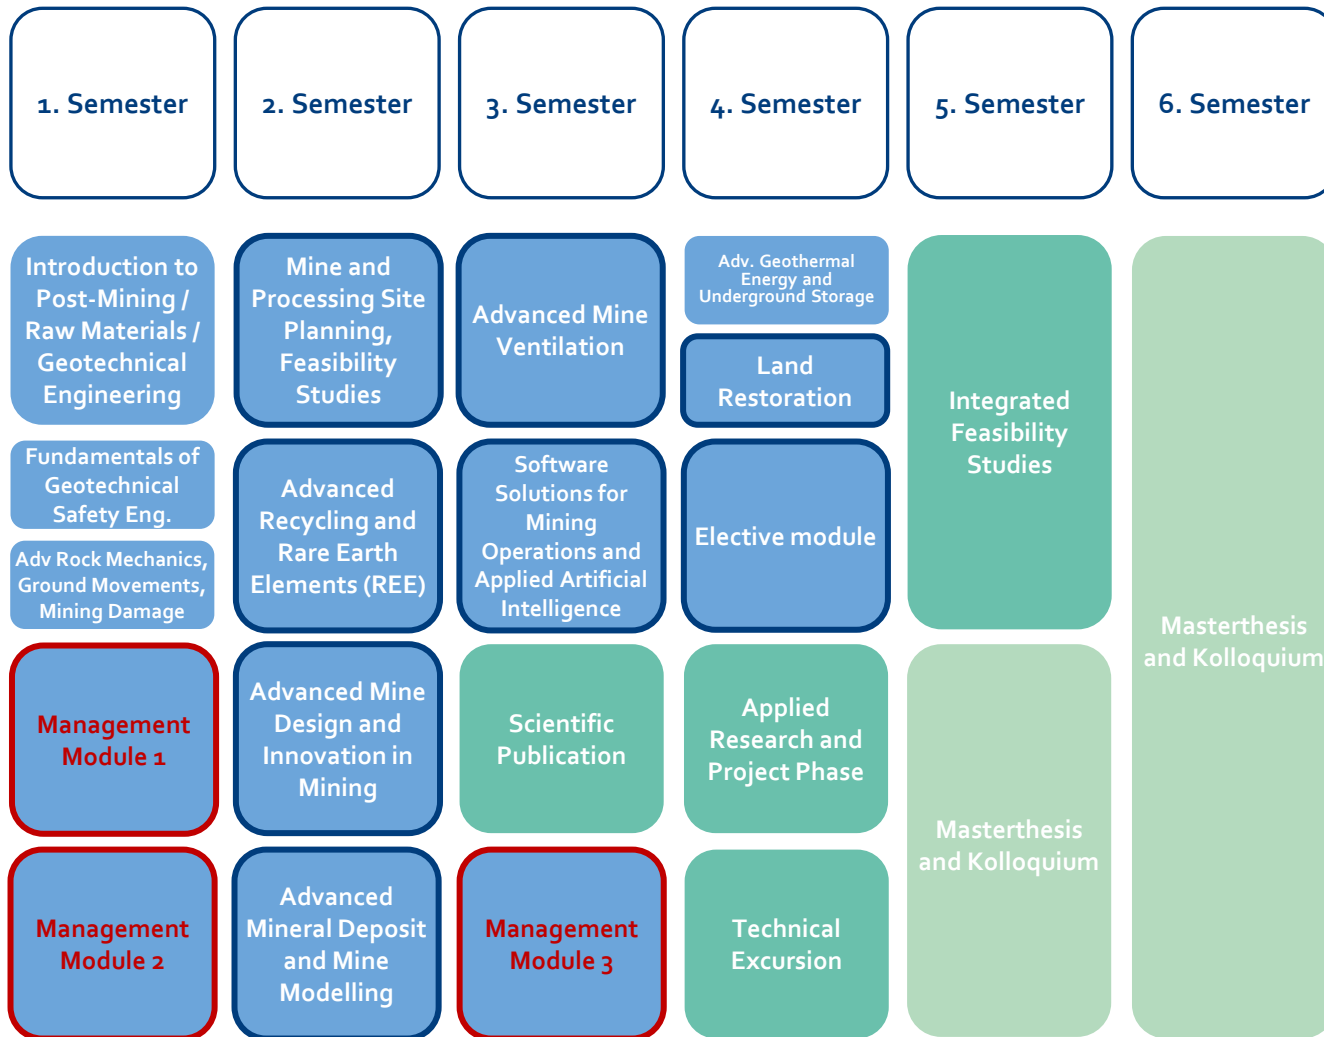 1. Semester
2. Semester
3. Semester
4. Semester
5. Semester
6. Semester
Introduction to
Post-Mining /
Raw Materials /
Geotechnical
Engineering
Mine and
Processing Site
Planning,
Feasibility
Studies
Advanced Mine
Ventilation
Adv. Geothermal
Energy and
Underground Storage
Land
Restoration
Integrated
Feasibility
Studies
Masterthesis
and Kolloquium
Fundamentals of
Geotechnical
Safety Eng.
Adv Rock Mechanics,
Ground Movements,
Mining Damage
Advanced
Recycling and
Rare Earth
Elements (REE)
Software
Solutions for
Mining
Operations and
Applied Artificial
Intelligence
Elective module
Management
Module 1
Advanced Mine
Design and
Innovation in
Mining
Scientific
Publication
Applied
Research and
Project Phase
Masterthesis
and Kolloquium
Management
Module 2
Advanced
Mineral Deposit
and Mine
Modelling
Management
Module 3
Technical
Excursion